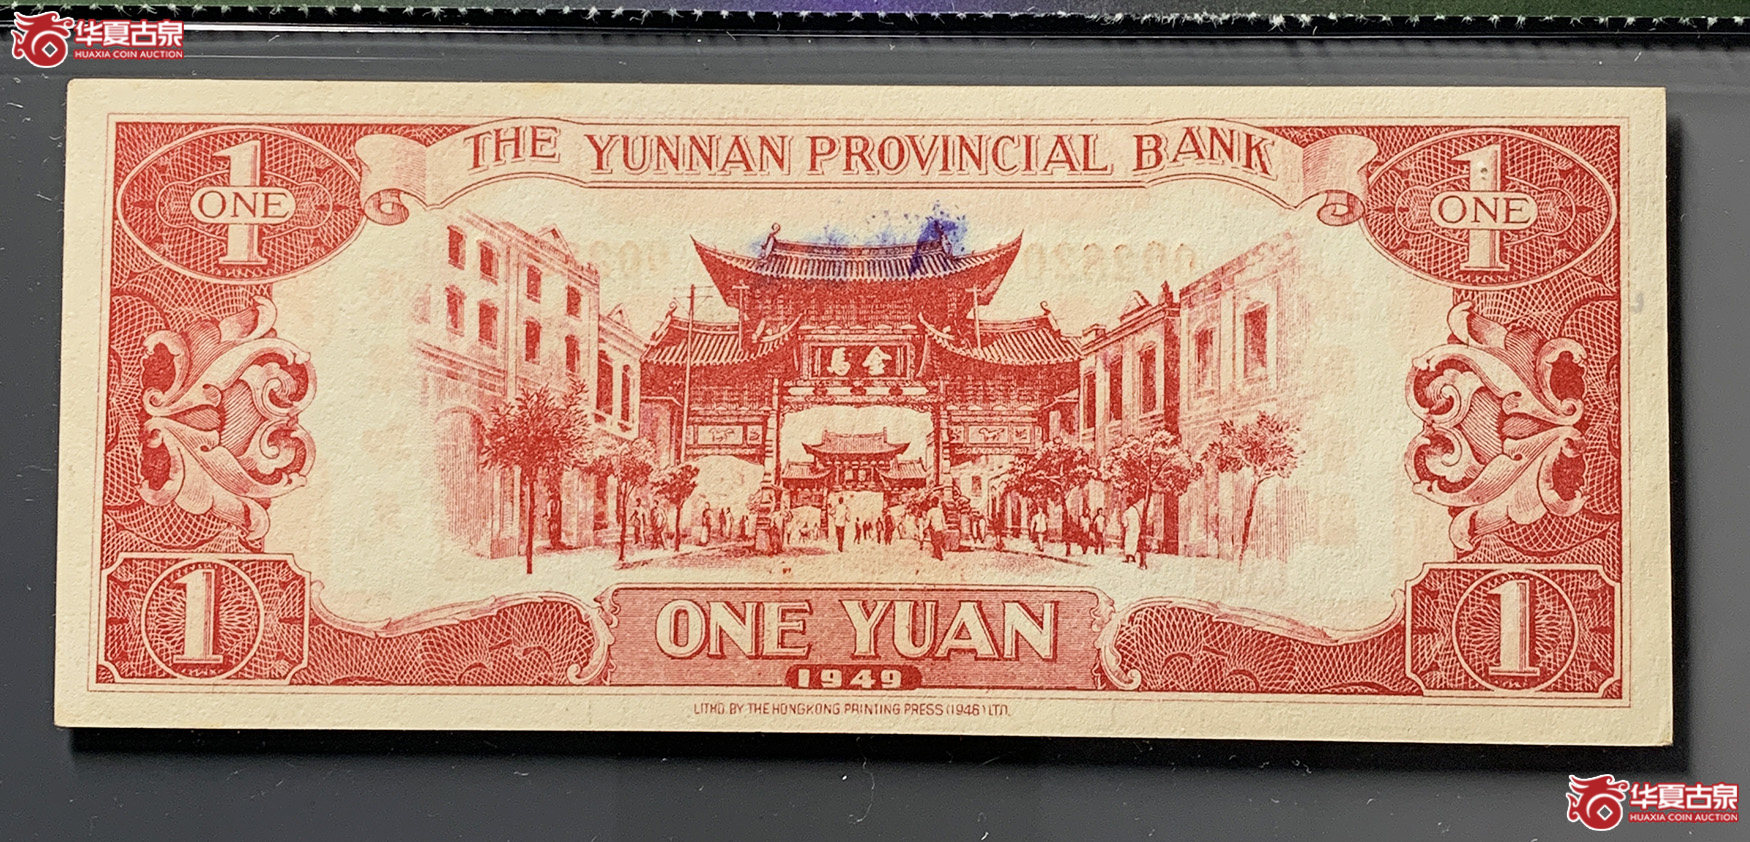 华夏古泉
HUAXIA COIN AUCTION
THE YUNNAN PROVINCIAL BANK
1
ONE
1
ONE
馬金
ONE YUAN
1949
1
1
LITHO. BY THE HONGKONG PRINTING PRESS (1946) LTD.
华夏古泉
HUAXIA COIN AUCTION